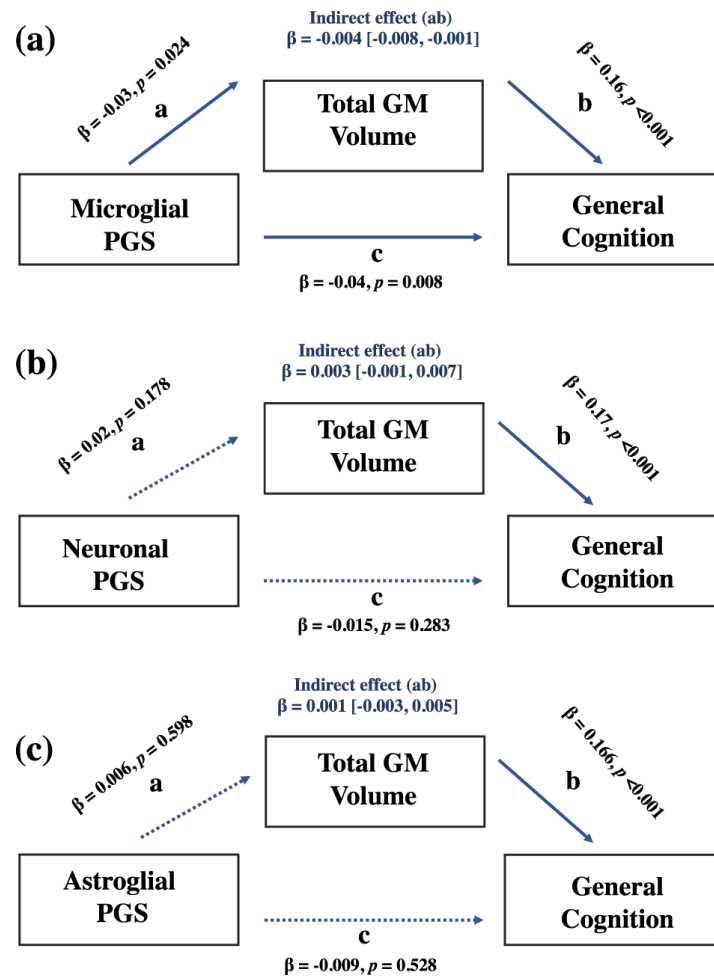 (a)
Indirect effect (ab)
β = -0.004 [-0.008, -0.001]
β = -0.03, p = 0.024
a
Total GM
Volume
β = 0.16, p <0.001
b
Microglial
PGS
General
Cognition
c
β = -0.04, p = 0.008
(b)
Indirect effect (ab)
β = 0.003 [-0.001, 0.007]
β = 0.02, p = 0.178
a
Total GM
Volume
β = 0.17, p <0.001
b
Neuronal
PGS
General
Cognition
c
β = -0.015, p = 0.283
(c)
Indirect effect (ab)
β = 0.001 [-0.003, 0.005]
β = 0.006, p = 0.598
a
Total GM
Volume
β = 0.166, p <0.001
b
Astroglial
PGS
General
Cognition
c
β = -0.009, p = 0.528